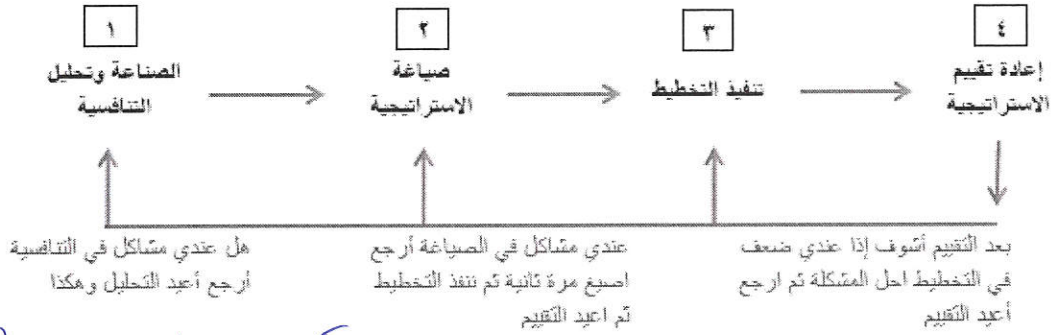 ١
الصناعة وتحليل
التنافسية
٢
صياغة
الاستراتيجية
٣
تنفيذ التخطيط
٤
إعادة تقييم
الاستراتيجية
بعد التقييم أشوف إذا عندي ضعف
في التخطيط احل المشكلة ثم ارجع
أعيد التقييم
عندي مشاكل في الصياغة أرجع
اصيغ مرة ثانية ثم ننفذ التخطيط
ثم اعيد التقييم
هل عندي مشاكل في التنافسية
ارجع أعيد التحليل وهكذا